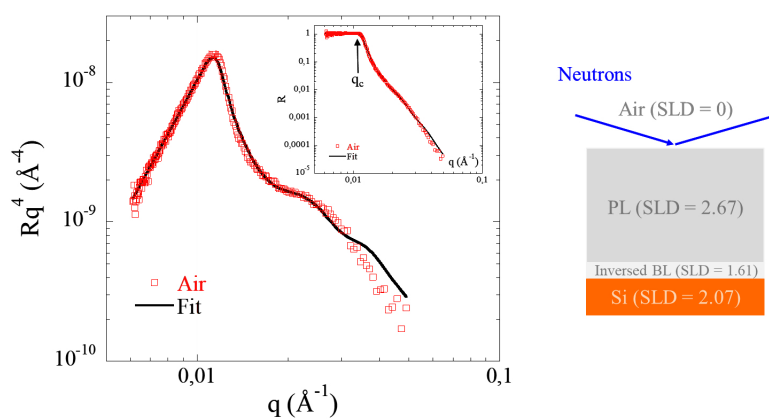 Rq⁴ (Å⁻⁴)
10⁻⁸
10⁻⁹
10⁻¹⁰
0,01
0,1
q (Å⁻¹)
Air
Fit
R
1
0,1
0,01
0,001
0,0001
10⁻⁵
0,01
0,1
q (Å⁻¹)
q_c
Air
Fit
Neutrons
Air (SLD = 0)
PL (SLD = 2.67)
Inversed BL (SLD = 1.61)
Si (SLD = 2.07)